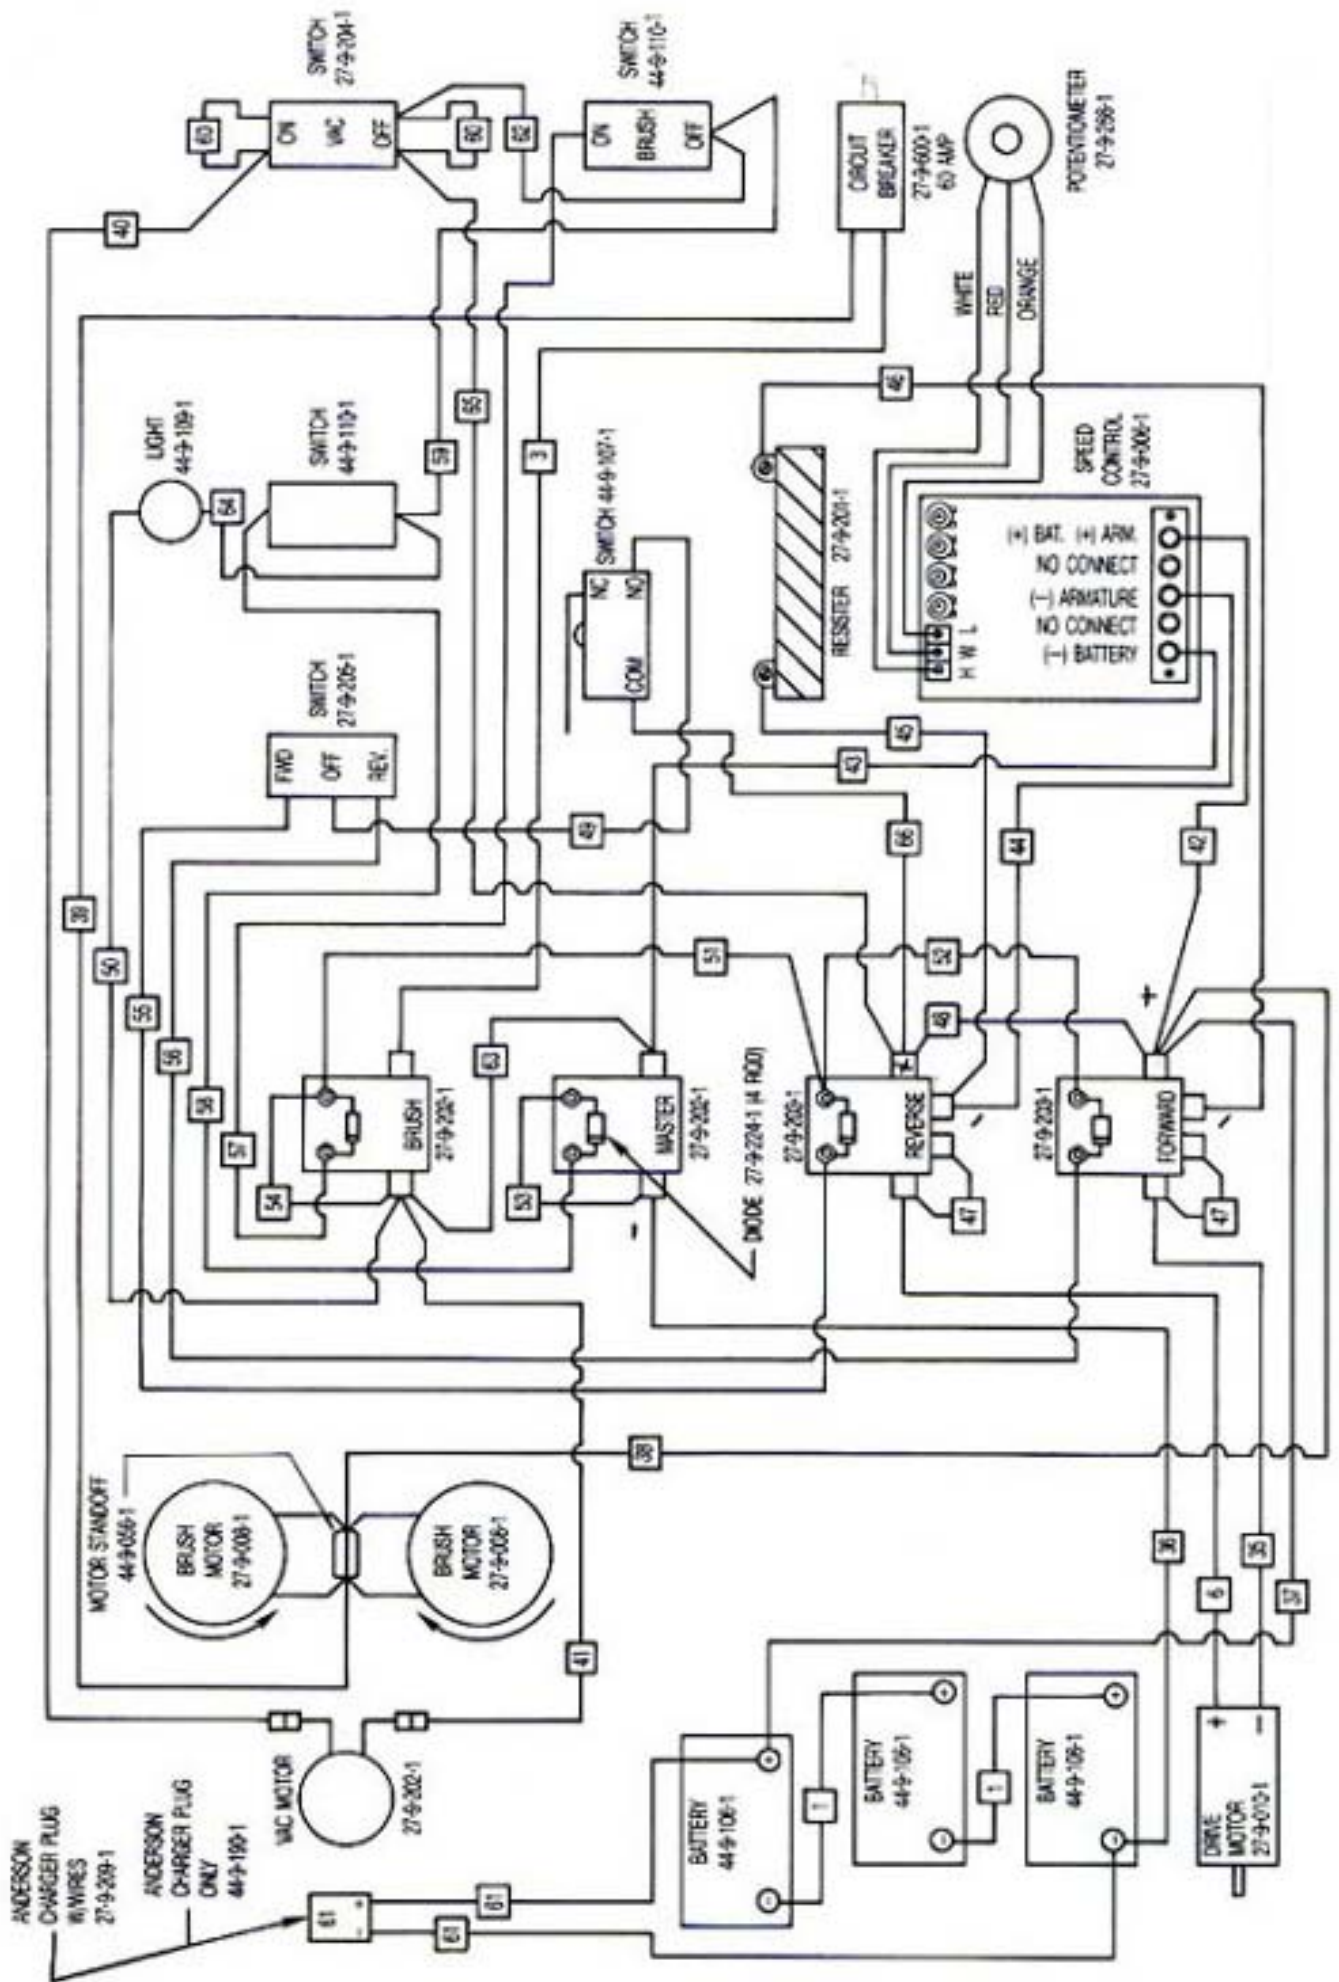 ANDERSON
CHARGER PLUG
W/WIRES
27-9-209-1
ANDERSON
CHARGER PLUG
ONLY
44-9-190-1
61
- +
61
61
VAC MOTOR
27-9-202-1
41
MOTOR STANDOFF
44-9-056-1
BRUSH
MOTOR
27-9-008-1
BRUSH
MOTOR
27-9-008-1
38
39
50
55
56
58
57
40
LIGHT
44-9-109-1
64
SWITCH
44-9-110-1
SWITCH
27-9-205-1
FWD
OFF
REV.
SWITCH
27-9-204-1
ON
VAC
OFF
60
60
62
SWITCH
44-9-110-1
ON
BRUSH
OFF
59
65
3
49
54
BRUSH
27-9-202-1
63
53
MASTER
27-9-202-1
-
DIODE 27-9-224-1 (4 RQD)
51
SWITCH 44-9-107-1
NC
NO
COM
CIRCUIT
BREAKER
27-9-600-1
60 AMP
RESISTER 27-9-201-1
46
45
43
66
44
42
27-9-203-1
REVERSE
+
-
47
48
52
27-9-203-1
FORWARD
+
-
47
POTENTIOMETER
27-9-266-1
WHITE
RED
ORANGE
SPEED
CONTROL
27-9-006-1
H W L
(+) BAT. (+) ARM.
NO CONNECT
(—) ARMATURE
NO CONNECT
(—) BATTERY
BATTERY
44-9-106-1
- +
1
BATTERY
44-9-106-1
- +
1
BATTERY
44-9-106-1
- +
36
6
35
37
DRIVE
MOTOR
27-9-010-1
+
—